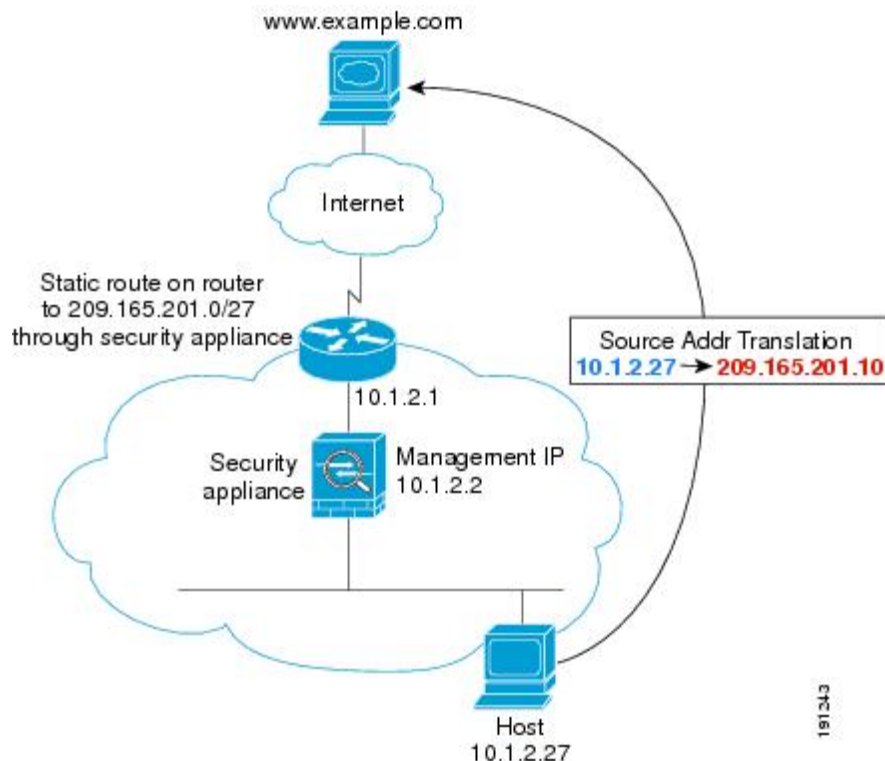 www.example.com
Internet
Static route on router
to 209.165.201.0/27
through security appliance
Source Addr Translation
10.1.2.27 → 209.165.201.10
10.1.2.1
Security
appliance
Management IP
10.1.2.2
Host
10.1.2.27
191243